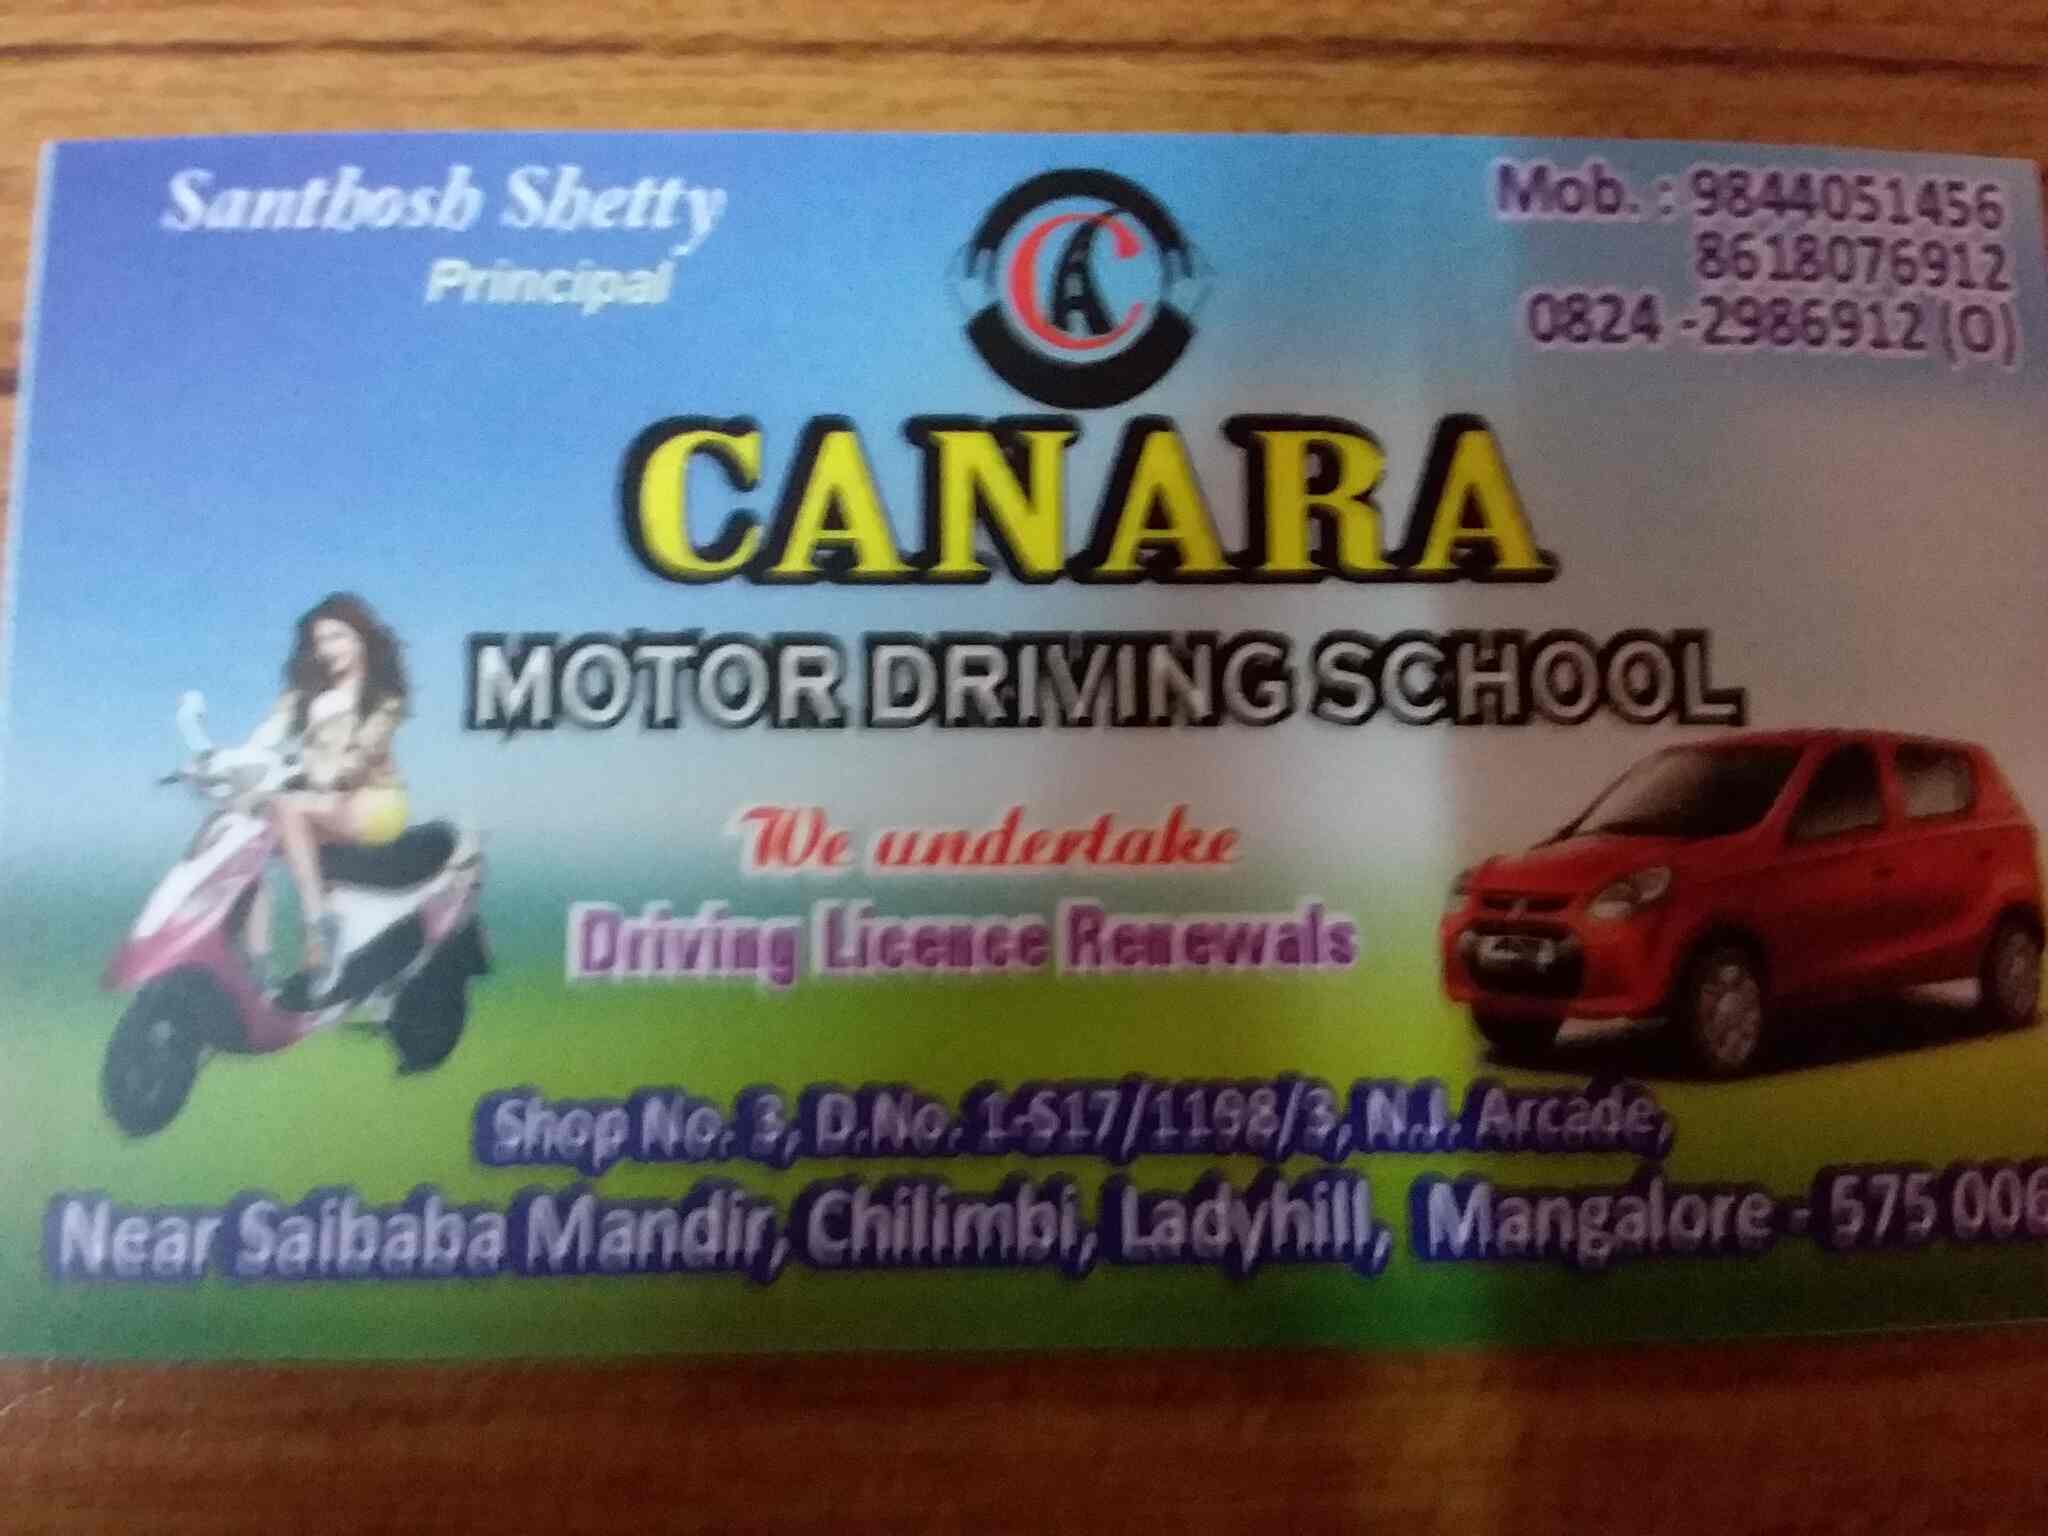 Santhosh Shetty
Principal
Mob. : 9844051456
8618076912
0824 -2986912 (O)
C
CANARA
MOTOR DRIVING SCHOOL
We undertake
Driving Licence Renewals
Shop No. 3, D.No. 1-517/1198/3, N.J. Arcade,
Near Saibaba Mandir, Chilimbi, Ladyhill, Mangalore - 575 006